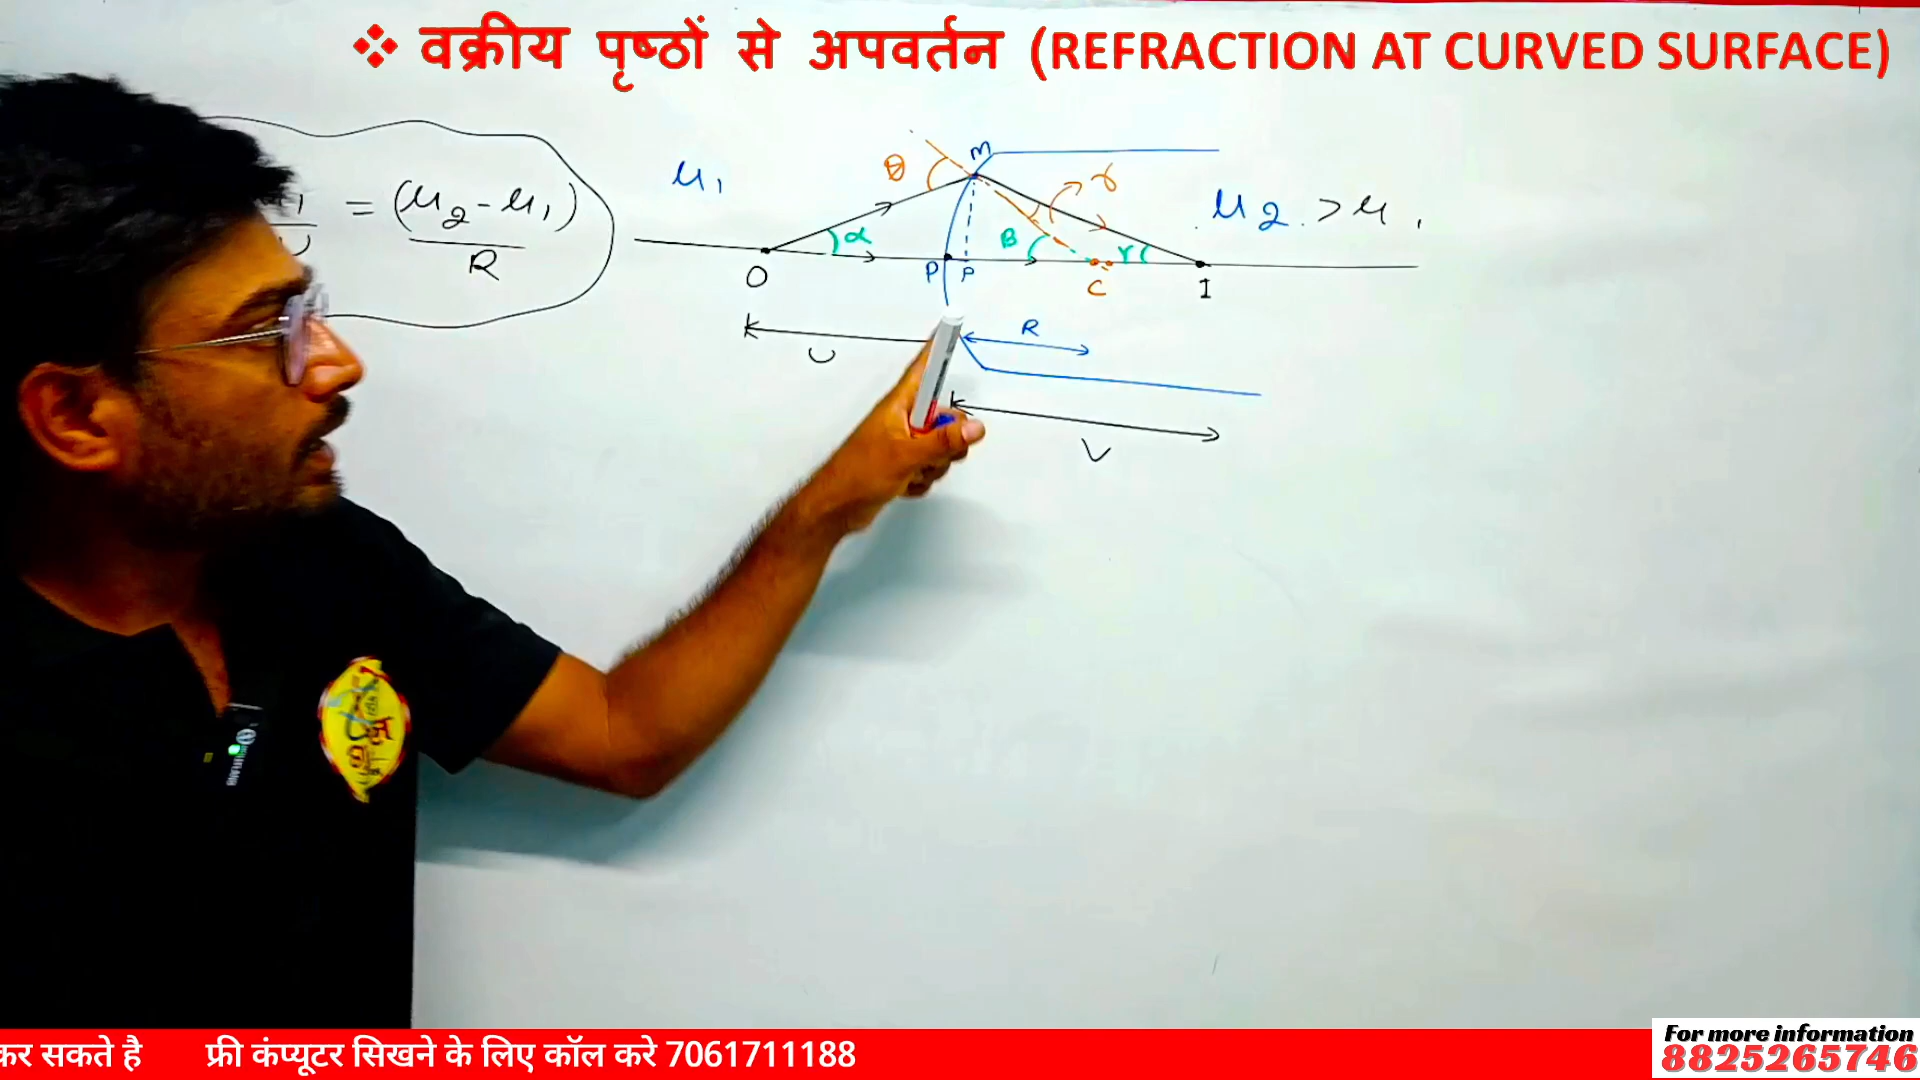 ❖ वक्रीय पृष्ठों से अपवर्तन (REFRACTION AT CURVED SURFACE)
= (μ2 - μ1)
R
μ1
θ
M
r
μ2 > μ1
α
β
γ
O
P
P
C
I
U
R
V
कर सकते है फ्री कंप्यूटर सिखने के लिए कॉल करे 7061711188
For more information
8825265746